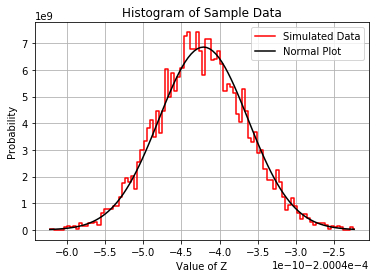 Histogram of Sample Data
1e9
Simulated Data
Normal Plot
7
6
5
4
3
2
1
0
Probability
−6.0 −5.5 −5.0 −4.5 −4.0 −3.5 −3.0 −2.5
Value of Z
1e−10−2.0004e−4